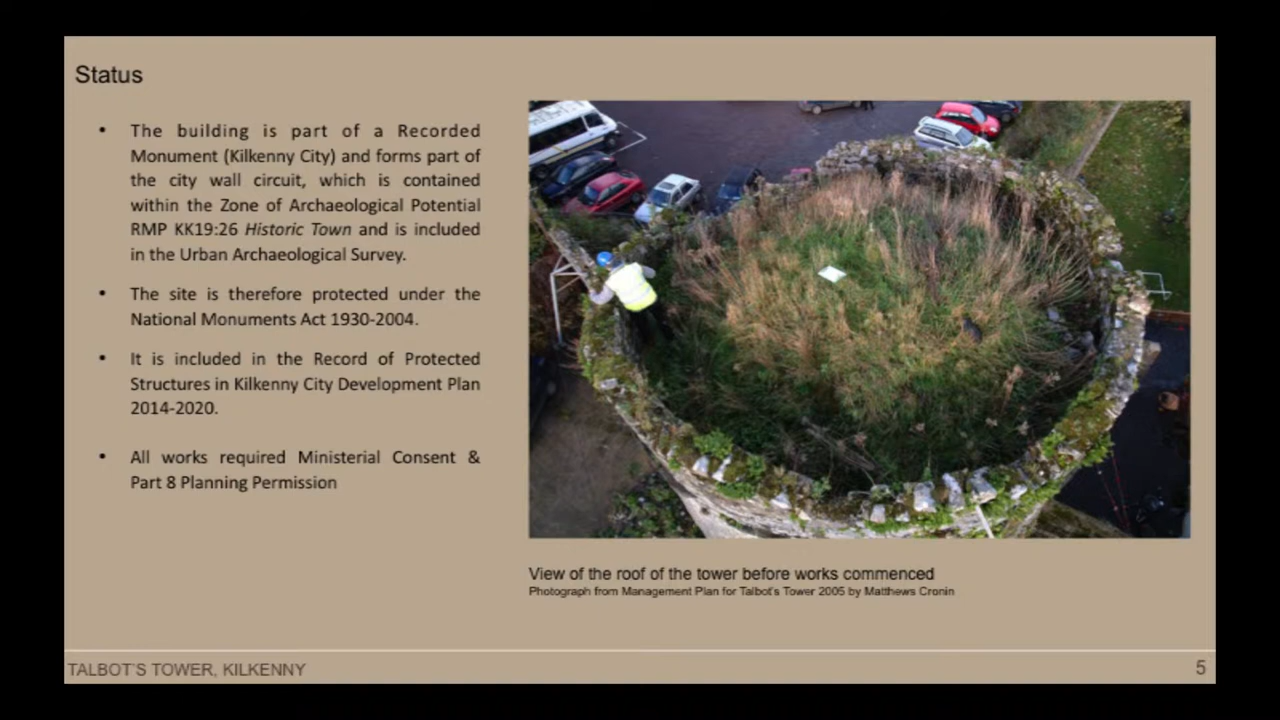 Status
• The building is part of a Recorded
Monument (Kilkenny City) and forms part of
the city wall circuit, which is contained
within the Zone of Archaeological Potential
RMP KK19:26 Historic Town and is included
in the Urban Archaeological Survey.
• The site is therefore protected under the
National Monuments Act 1930-2004.
• It is included in the Record of Protected
Structures in Kilkenny City Development Plan
2014-2020.
• All works required Ministerial Consent &
Part 8 Planning Permission
View of the roof of the tower before works commenced
Photograph from Management Plan for Talbot's Tower 2005 by Matthews Cronin
TALBOT'S TOWER, KILKENNY
5